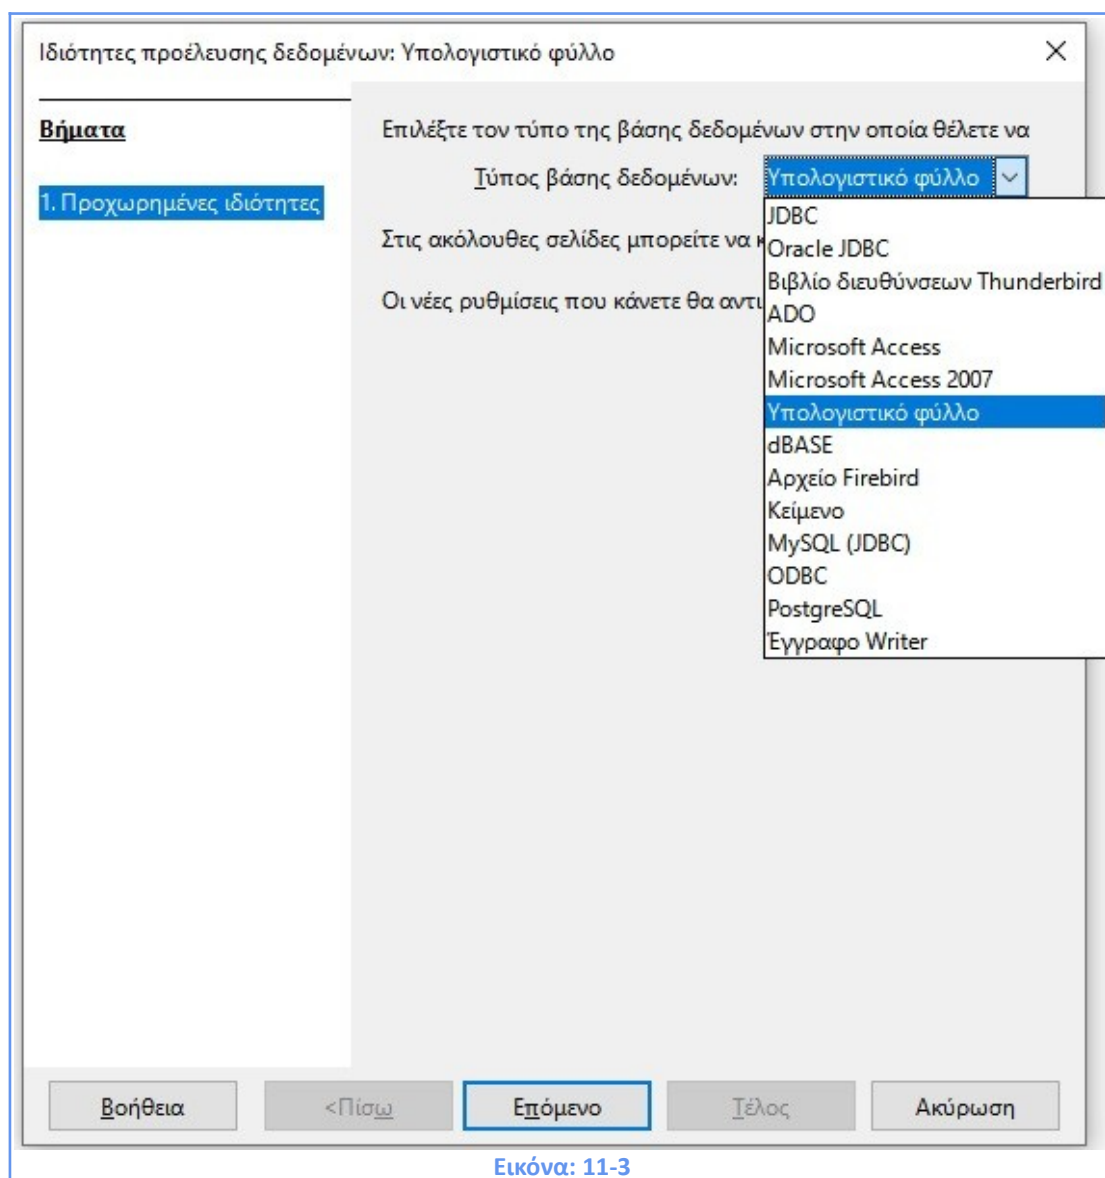 Ιδιότητες προέλευσης δεδομένων: Υπολογιστικό φύλλο
Βήματα
1. Προχωρημένες ιδιότητες
Επιλέξτε τον τύπο της βάσης δεδομένων στην οποία θέλετε να
Τύπος βάσης δεδομένων: Υπολογιστικό φύλλο
Στις ακόλουθες σελίδες μπορείτε να
Οι νέες ρυθμίσεις που κάνετε θα
JDBC
Oracle JDBC
Βιβλίο διευθύνσεων Thunderbird
ADO
Microsoft Access
Microsoft Access 2007
Υπολογιστικό φύλλο
dBASE
Αρχείο Firebird
Κείμενο
MySQL (JDBC)
ODBC
PostgreSQL
Έγγραφο Writer
Βοήθεια <Πίσω Επόμενο Τέλος Ακύρωση
Εικόνα: 11-3